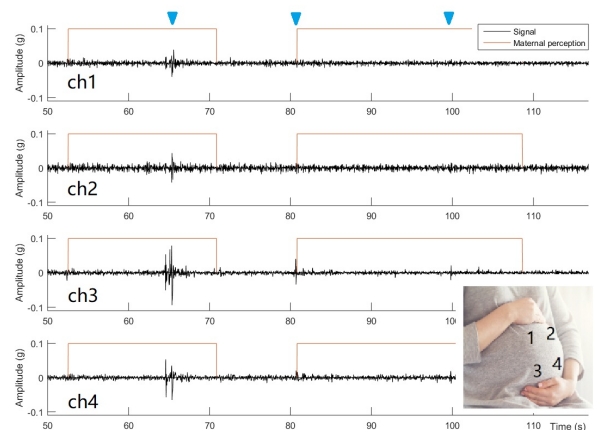 Signal
Maternal perception
Amplitude (g)
0.1
0
-0.1
ch1
50 60 70 80 90 100 110
Amplitude (g)
0.1
0
-0.1
ch2
50 60 70 80 90 100 110
Amplitude (g)
0.1
0
-0.1
ch3
50 60 70 80 90 100
1 2
3 4
Amplitude (g)
0.1
0
-0.1
ch4
50 60 70 80 90 100 110 Time (s)